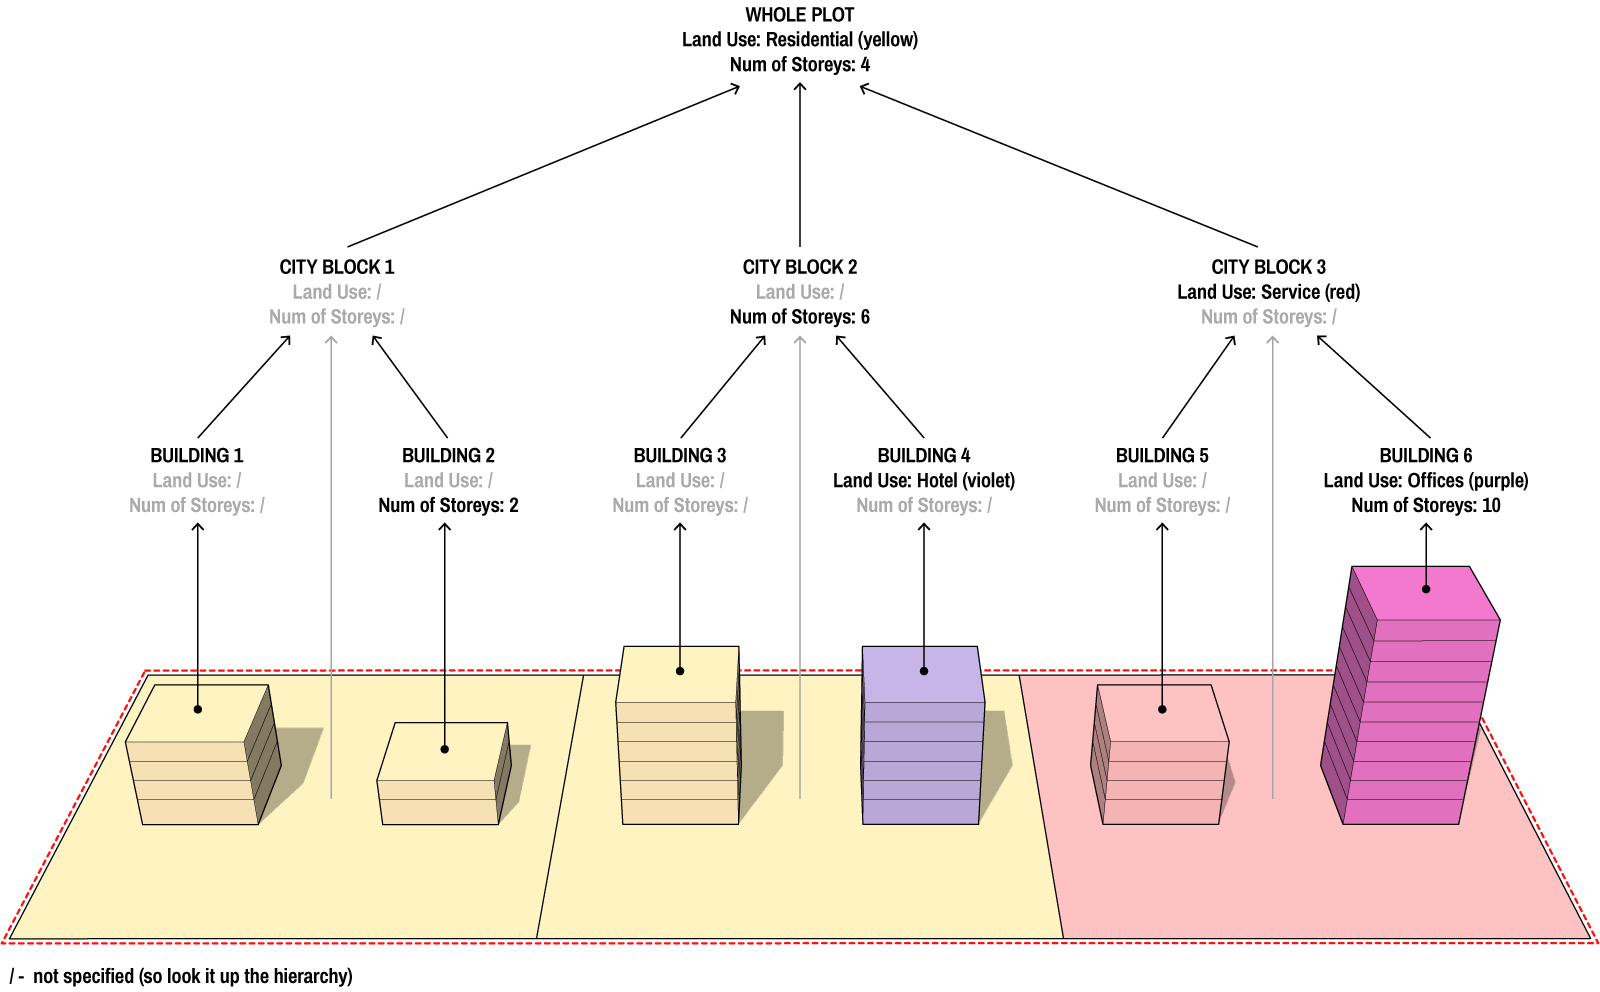 WHOLE PLOT
Land Use: Residential (yellow)
Num of Storeys: 4
CITY BLOCK 1
Land Use: /
Num of Storeys: /
CITY BLOCK 2
Land Use: /
Num of Storeys: 6
CITY BLOCK 3
Land Use: Service (red)
Num of Storeys: /
BUILDING 1
Land Use: /
Num of Storeys: /
BUILDING 2
Land Use: /
Num of Storeys: 2
BUILDING 3
Land Use: /
Num of Storeys: /
BUILDING 4
Land Use: Hotel (violet)
Num of Storeys: /
BUILDING 5
Land Use: /
Num of Storeys: /
BUILDING 6
Land Use: Offices (purple)
Num of Storeys: 10
/ - not specified (so look it up the hierarchy)